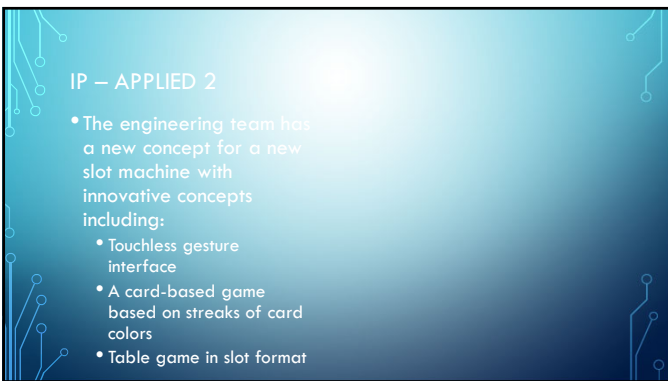 IP – APPLIED 2
• The engineering team has
a new concept for a new
slot machine with
innovative concepts
including:
• Touchless gesture
interface
• A card-based game
based on streaks of card
colors
• Table game in slot format